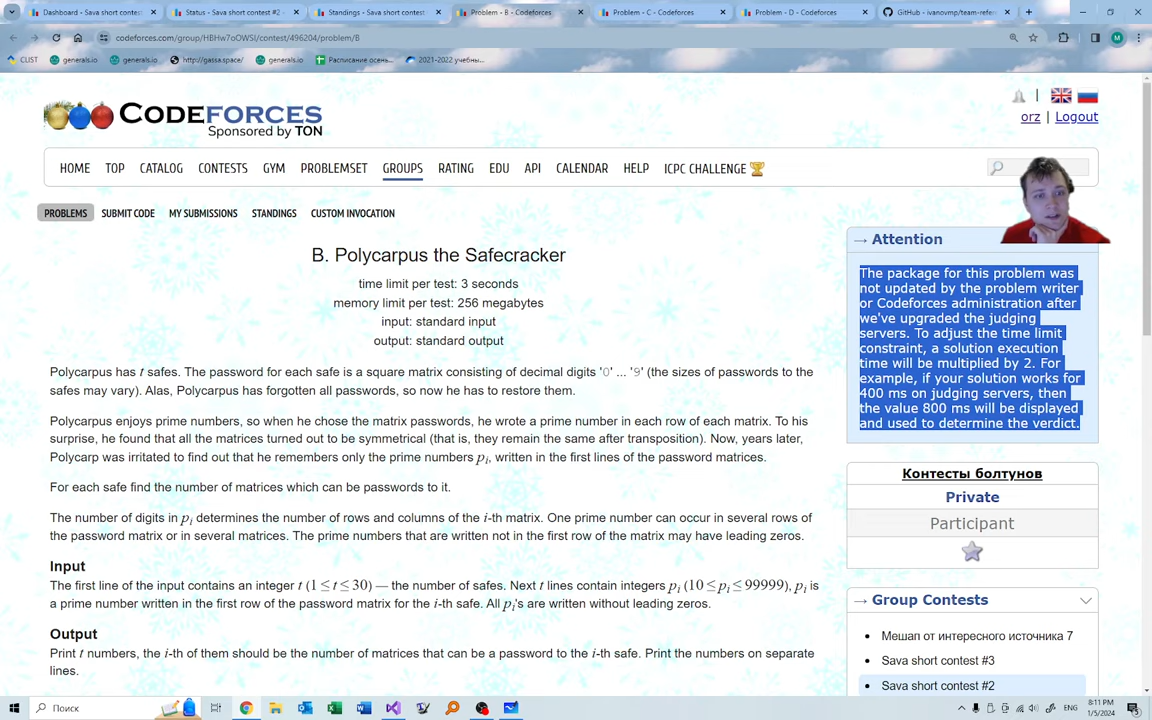 Dashboard - Sava short contest
Status - Sava short contest #2 -
Standings - Sava short contest #
Problem - B - Codeforces
Problem - C - Codeforces
Problem - D - Codeforces
GitHub - ivanovmp/team-refe
codeforces.com/group/HBHw7oOWSI/contest/496204/problem/B
CLIST
generals.io
generals.io
http://gassa.space/
generals.io
Расписание осень...
2021-2022 учебны...
CODEFORCES
Sponsored by TON
orz | Logout
HOME TOP CATALOG CONTESTS GYM PROBLEMSET GROUPS RATING EDU API CALENDAR HELP ICPC CHALLENGE
PROBLEMS SUBMIT CODE MY SUBMISSIONS STANDINGS CUSTOM INVOCATION
B. Polycarpus the Safecracker
time limit per test: 3 seconds
memory limit per test: 256 megabytes
input: standard input
output: standard output
Polycarpus has t safes. The password for each safe is a square matrix consisting of decimal digits '0' ... '9' (the sizes of passwords to the
safes may vary). Alas, Polycarpus has forgotten all passwords, so now he has to restore them.
Polycarpus enjoys prime numbers, so when he chose the matrix passwords, he wrote a prime number in each row of each matrix. To his
surprise, he found that all the matrices turned out to be symmetrical (that is, they remain the same after transposition). Now, years later,
Polycarp was irritated to find out that he remembers only the prime numbers pi, written in the first lines of the password matrices.
For each safe find the number of matrices which can be passwords to it.
The number of digits in pi determines the number of rows and columns of the i-th matrix. One prime number can occur in several rows of
the password matrix or in several matrices. The prime numbers that are written not in the first row of the matrix may have leading zeros.
Input
The first line of the input contains an integer t (1 ≤ t ≤ 30) — the number of safes. Next t lines contain integers pi (10 ≤ pi ≤ 99999), pi is
a prime number written in the first row of the password matrix for the i-th safe. All pi's are written without leading zeros.
Output
Print t numbers, the i-th of them should be the number of matrices that can be a password to the i-th safe. Print the numbers on separate
lines.
→ Attention
The package for this problem was
not updated by the problem writer
or Codeforces administration after
we've upgraded the judging
servers. To adjust the time limit
constraint, a solution execution
time will be multiplied by 2. For
example, if your solution works for
400 ms on judging servers, then
the value 800 ms will be displayed
and used to determine the verdict.
Контесты болтунов
Private
Participant
→ Group Contests
Мешап от интересного источника 7
Sava short contest #3
Sava short contest #2
Поиск
ENG
8:11 PM
1/5/2024